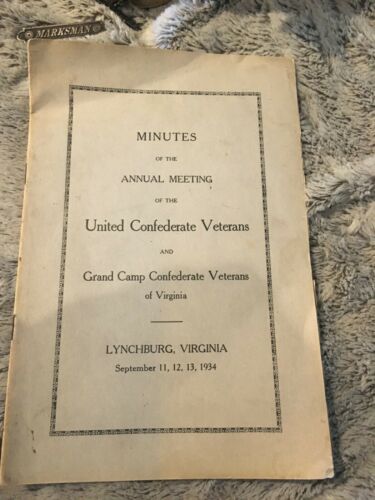 MARKSMAN
MINUTES
OF THE
ANNUAL MEETING
OF THE
United Confederate Veterans
AND
Grand Camp Confederate Veterans
of Virginia
LYNCHBURG, VIRGINIA
September 11, 12, 13, 1934